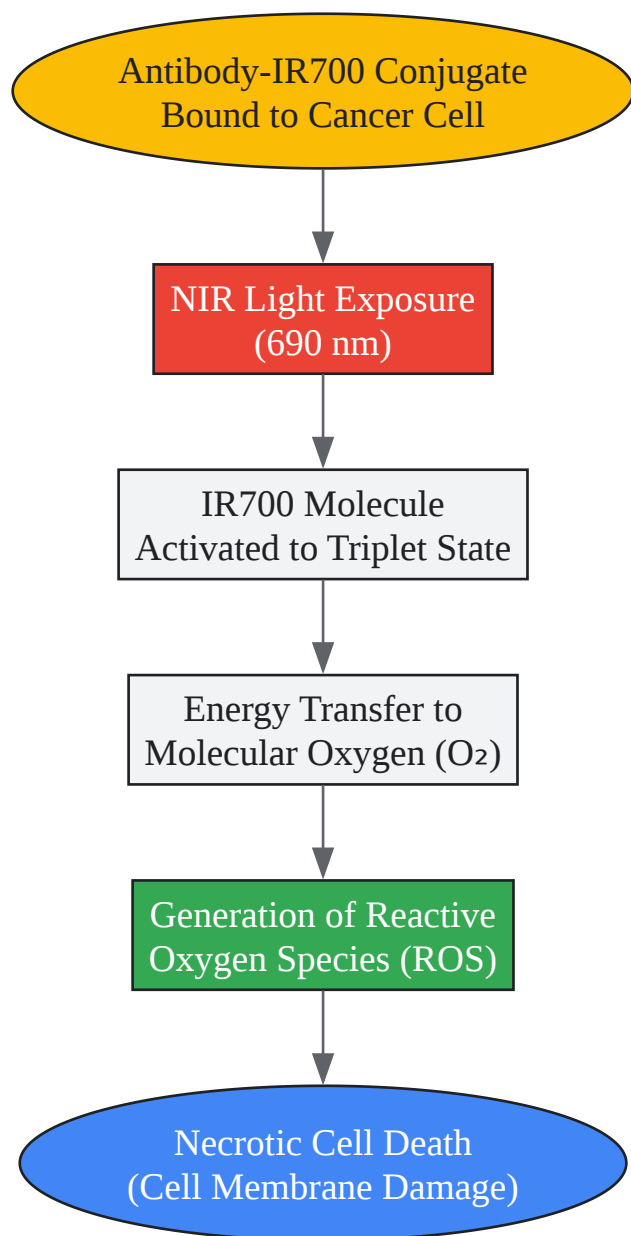 Antibody-IR700 Conjugate
Bound to Cancer Cell
NIR Light Exposure
(690 nm)
IR700 Molecule
Activated to Triplet State
Energy Transfer to
Molecular Oxygen (O₂)
Generation of Reactive
Oxygen Species (ROS)
Necrotic Cell Death
(Cell Membrane Damage)